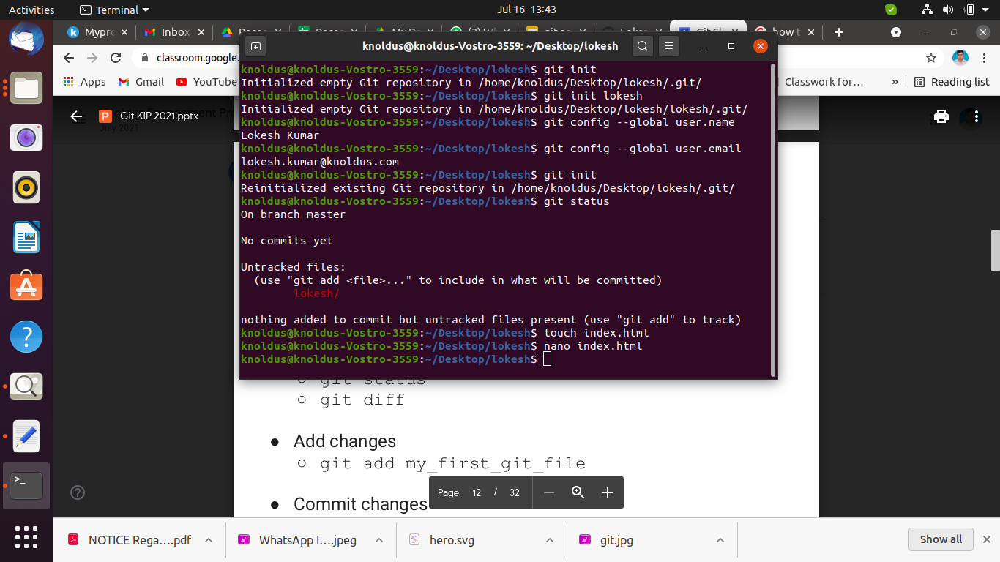 Activities
Terminal
Jul 16 13:43
Mypro
Inbox
how t
classroom.google.
Apps
Gmail
YouTube
Classwork for…
»
Reading list
Git KIP 2021.pptx
July 2021
knoldus@knoldus-Vostro-3559: ~/Desktop/lokesh
knoldus@knoldus-Vostro-3559:~/Desktop/lokesh$ git init
Initialized empty Git repository in /home/knoldus/Desktop/lokesh/.git/
knoldus@knoldus-Vostro-3559:~/Desktop/lokesh$ git init lokesh
Initialized empty Git repository in /home/knoldus/Desktop/lokesh/lokesh/.git/
knoldus@knoldus-Vostro-3559:~/Desktop/lokesh$ git config --global user.name
Lokesh Kumar
knoldus@knoldus-Vostro-3559:~/Desktop/lokesh$ git config --global user.email
lokesh.kumar@knoldus.com
knoldus@knoldus-Vostro-3559:~/Desktop/lokesh$ git init
Reinitialized existing Git repository in /home/knoldus/Desktop/lokesh/.git/
knoldus@knoldus-Vostro-3559:~/Desktop/lokesh$ git status
On branch master
No commits yet
Untracked files:
(use "git add <file>..." to include in what will be committed)
lokesh/
nothing added to commit but untracked files present (use "git add" to track)
knoldus@knoldus-Vostro-3559:~/Desktop/lokesh$ touch index.html
knoldus@knoldus-Vostro-3559:~/Desktop/lokesh$ nano index.html
knoldus@knoldus-Vostro-3559:~/Desktop/lokesh$
○ git status
○ git diff
● Add changes
○ git add my_first_git_file
● Commit changes
Page 12 / 32
NOTICE Rega….pdf
WhatsApp I….jpeg
hero.svg
git.jpg
Show all